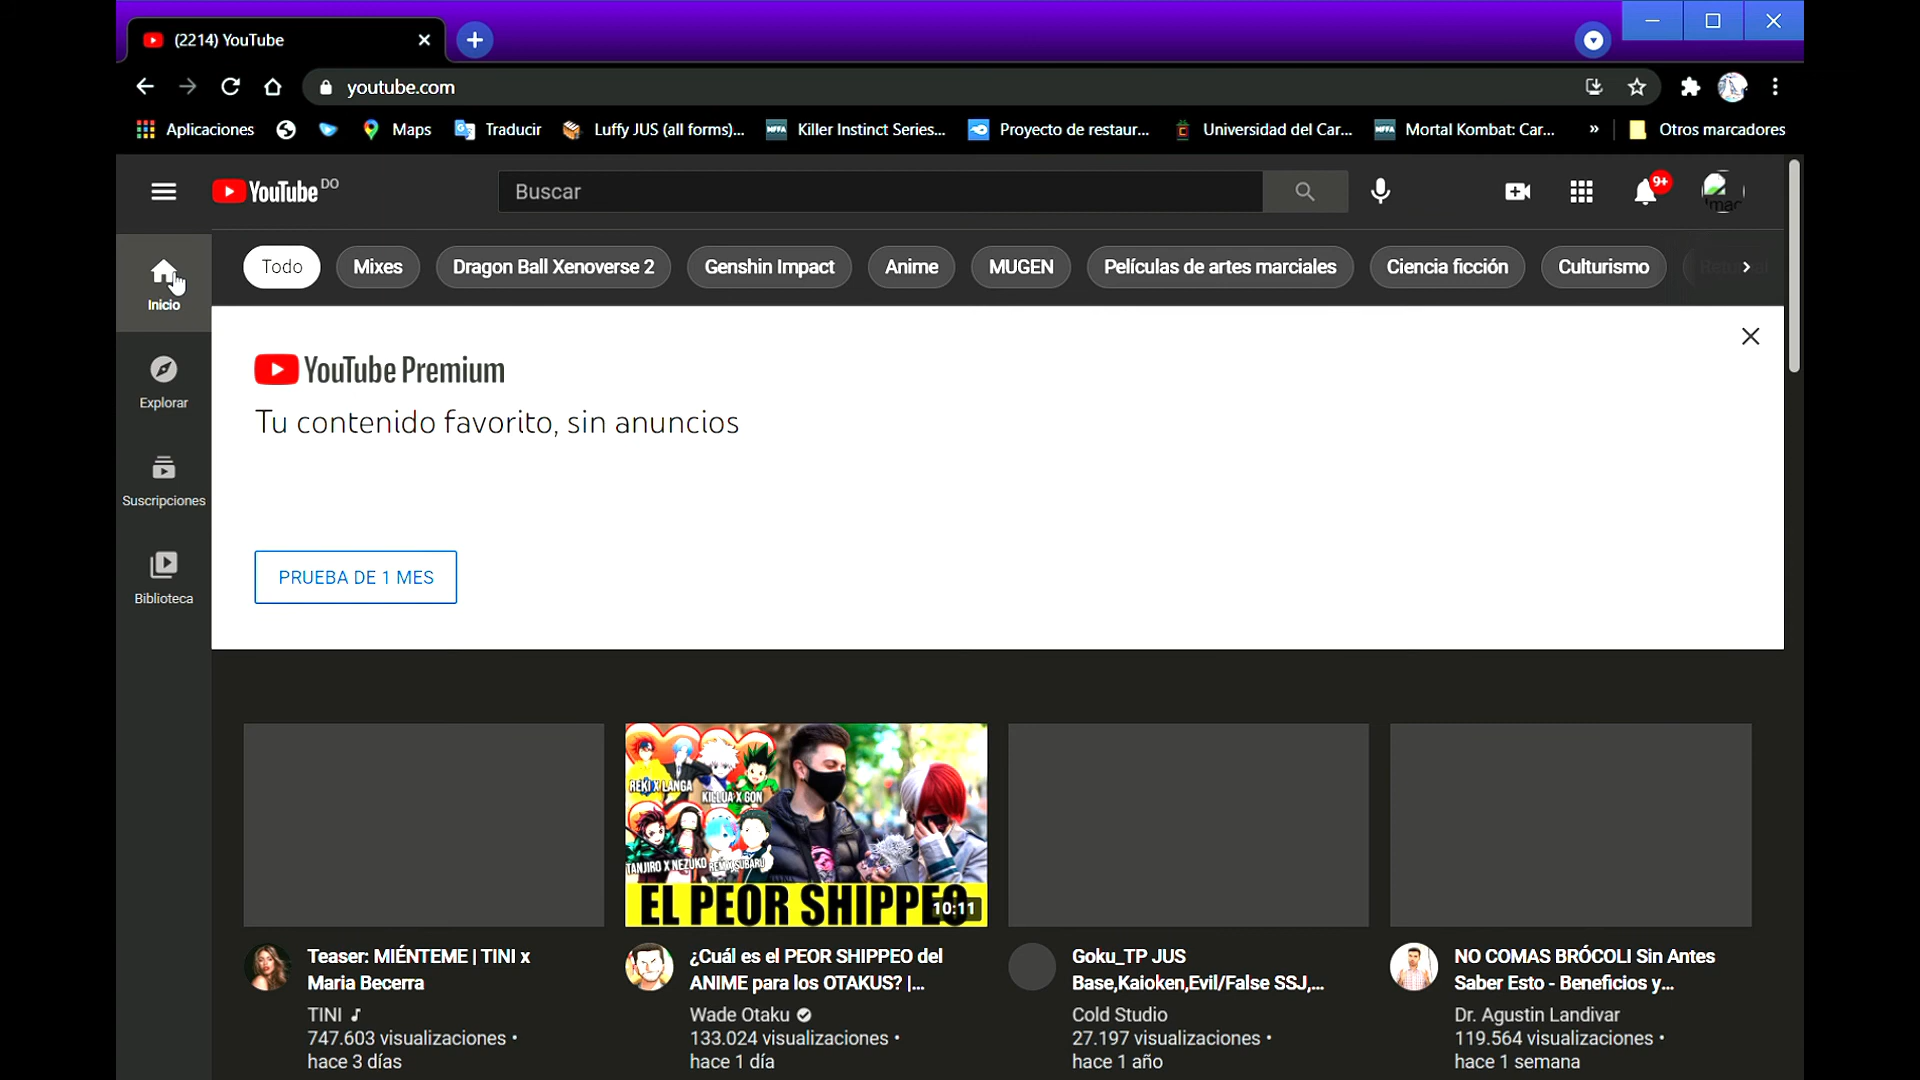 (2214) YouTube
youtube.com
Aplicaciones
Maps
Traducir
Luffy JUS (all forms)...
MFFA
Killer Instinct Series...
Proyecto de restaur...
Universidad del Car...
MFFA
Mortal Kombat: Car...
»
Otros marcadores
YouTube DO
Buscar
9+
Todo
Mixes
Dragon Ball Xenoverse 2
Genshin Impact
Anime
MUGEN
Películas de artes marciales
Ciencia ficción
Culturismo
Inicio
Explorar
Suscripciones
Biblioteca
YouTube Premium
Tu contenido favorito, sin anuncios
PRUEBA DE 1 MES
REKI X LANGA
KILLUA X GON
TANJIRO X NEZUKO
REM X SUBARU
EL PEOR SHIPPEO
10:11
Teaser: MIÉNTEME | TINI x
Maria Becerra
TINI
747.603 visualizaciones •
hace 3 días
¿Cuál es el PEOR SHIPPEO del
ANIME para los OTAKUS? |...
Wade Otaku
133.024 visualizaciones •
hace 1 día
Goku_TP JUS
Base,Kaioken,Evil/False SSJ,...
Cold Studio
27.197 visualizaciones •
hace 1 año
NO COMAS BRÓCOLI Sin Antes
Saber Esto - Beneficios y...
Dr. Agustin Landivar
119.564 visualizaciones •
hace 1 semana